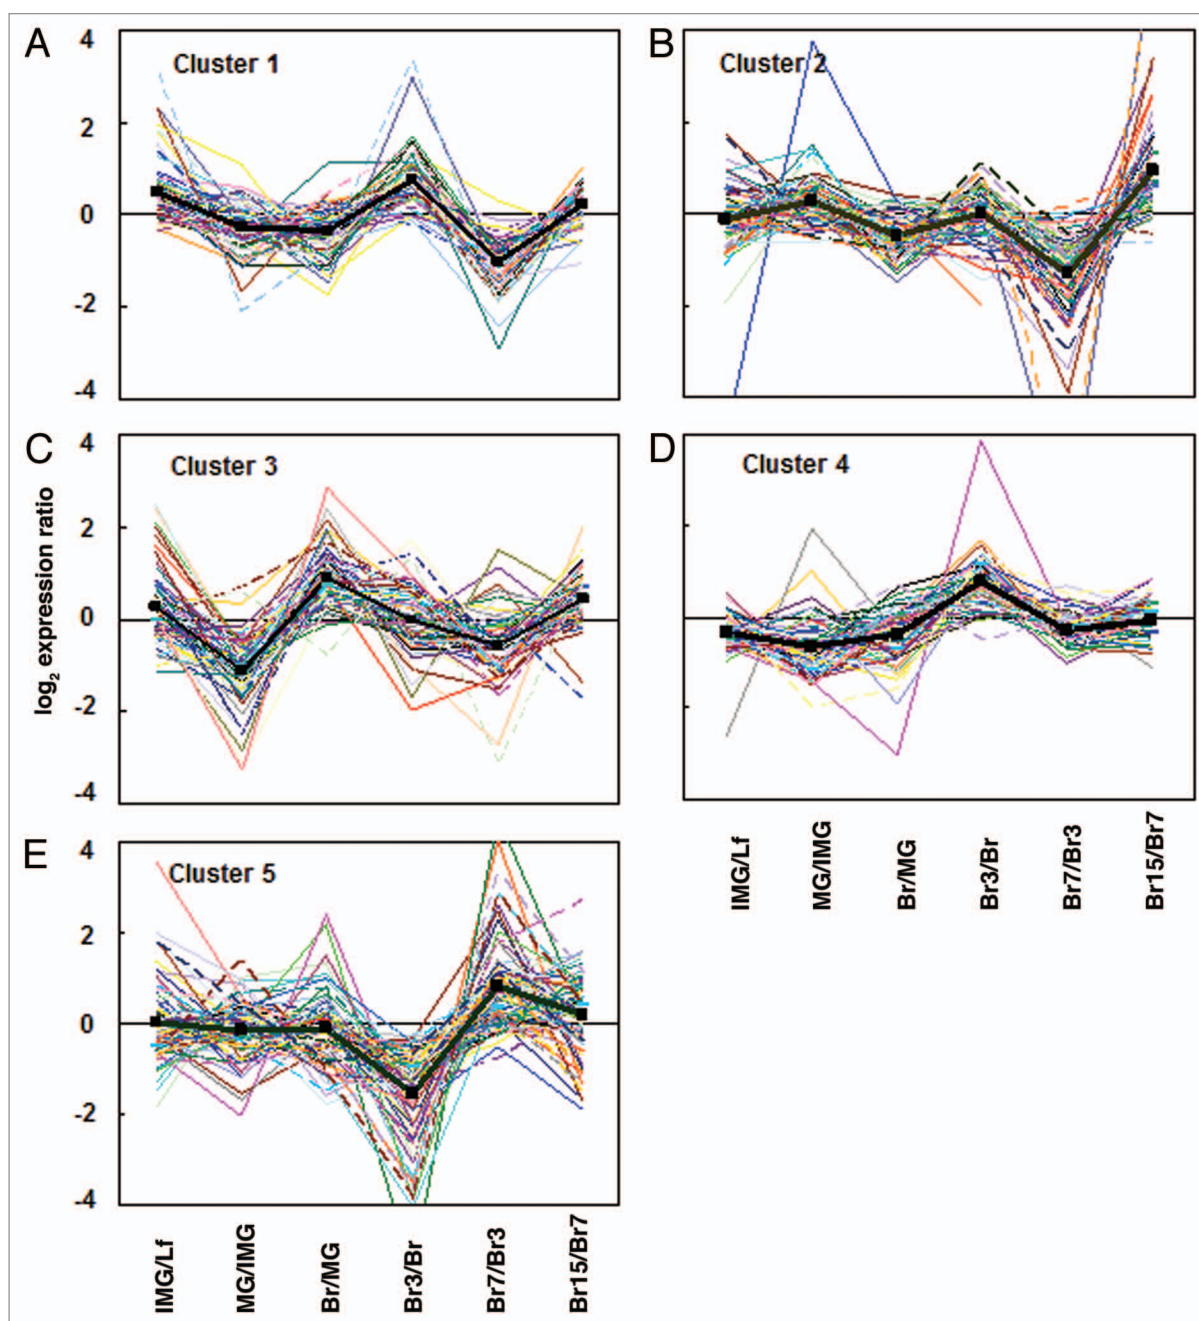 A
Cluster 1
4
2
0
-2
-4
B
Cluster 2
C
Cluster 3
4
2
0
-2
-4
log2 expression ratio
D
Cluster 4
IMG/Lf
MG/IMG
Br/MG
Br3/Br
Br7/Br3
Br15/Br7
E
Cluster 5
4
2
0
-2
-4
IMG/Lf
MG/IMG
Br/MG
Br3/Br
Br7/Br3
Br15/Br7